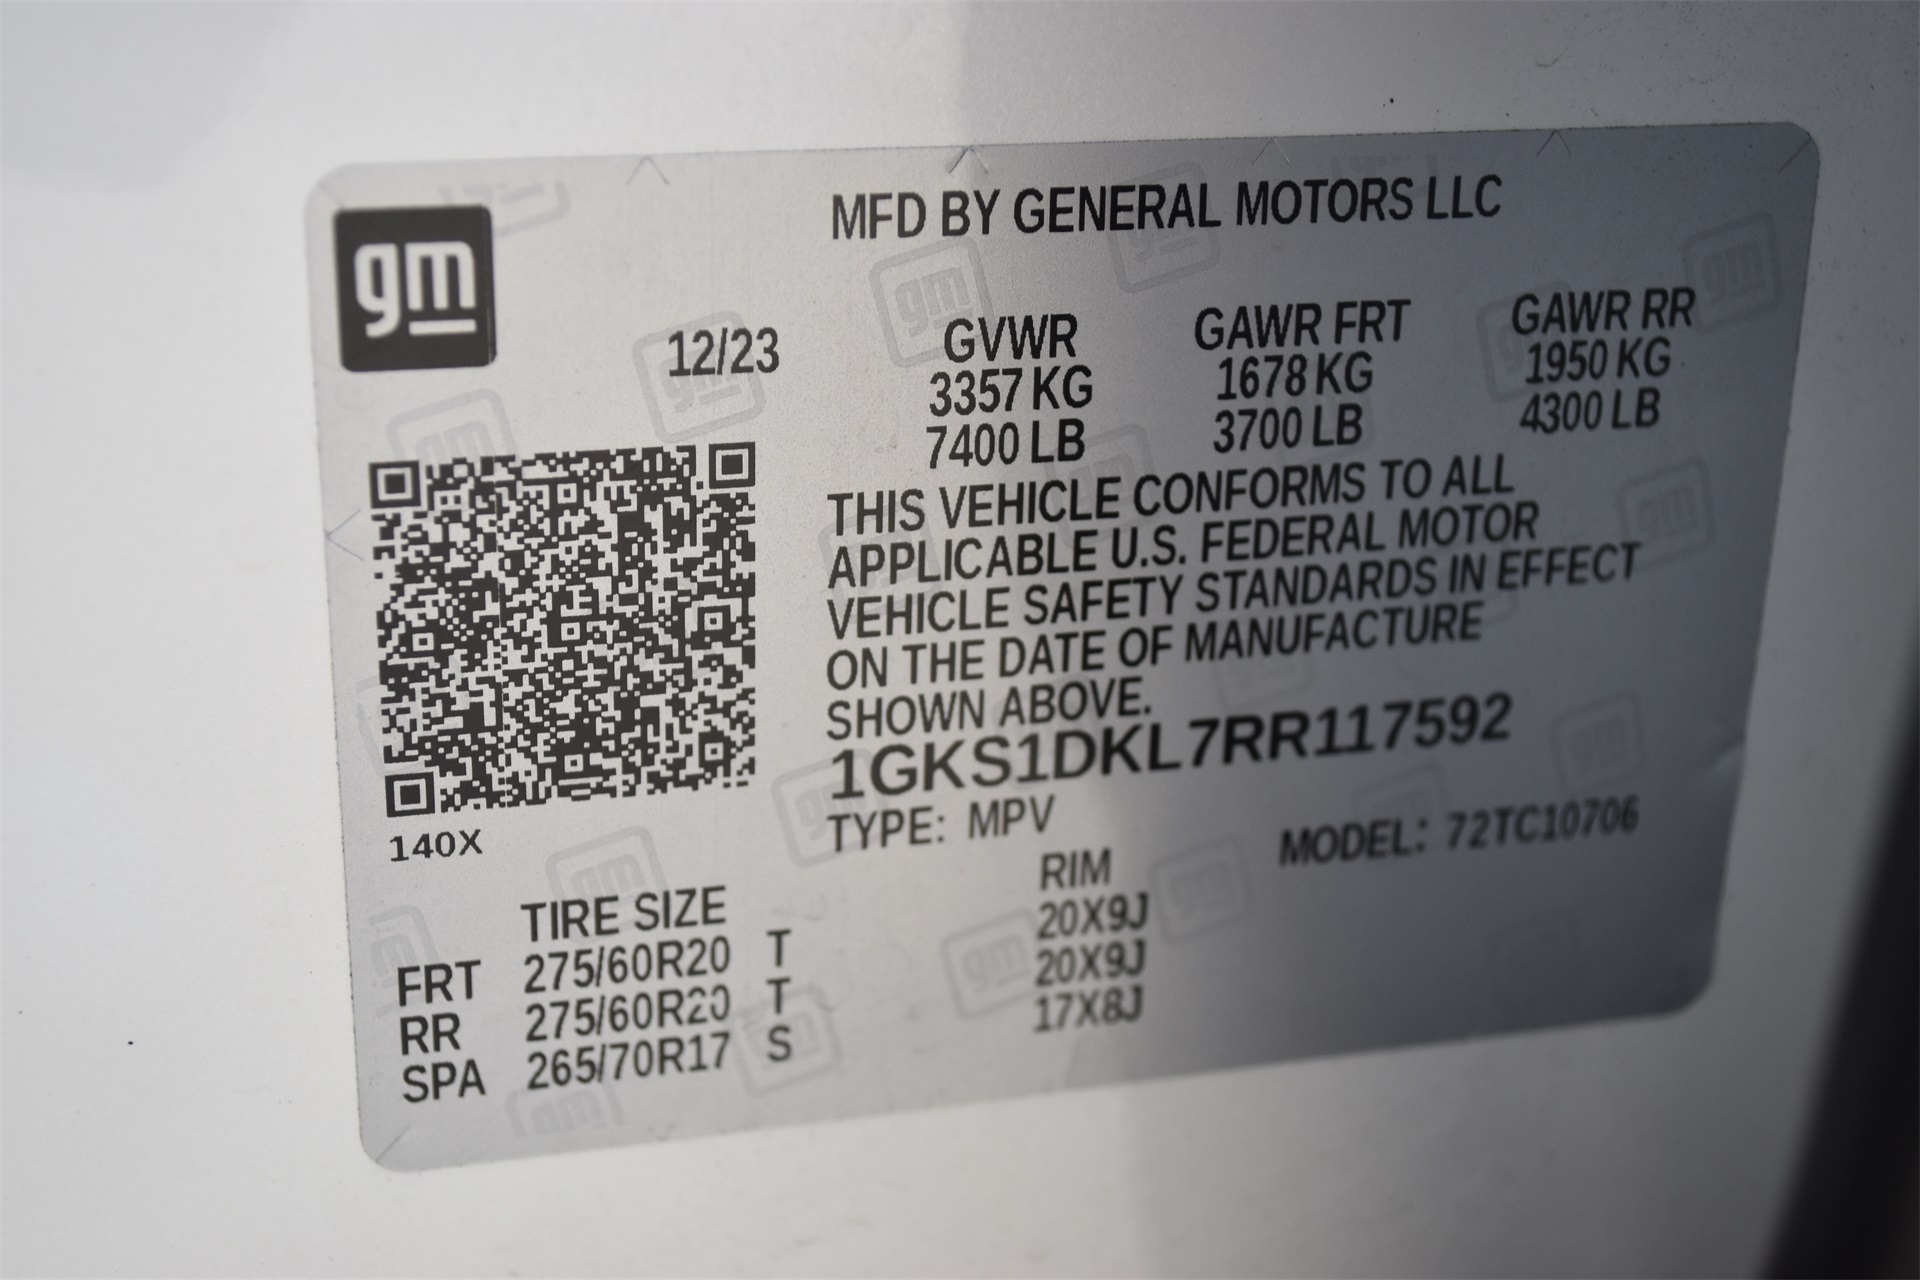 gm
MFD BY GENERAL MOTORS LLC
12/23
GVWR GAWR FRT GAWR RR
3357 KG 1678 KG 1950 KG
7400 LB 3700 LB 4300 LB
THIS VEHICLE CONFORMS TO ALL
APPLICABLE U.S. FEDERAL MOTOR
VEHICLE SAFETY STANDARDS IN EFFECT
ON THE DATE OF MANUFACTURE
SHOWN ABOVE.
1GKS1DKL7RR117592
TYPE: MPV MODEL: 72TC10706
140X
TIRE SIZE RIM
FRT 275/60R20 T 20X9J
RR 275/60R20 T 20X9J
SPA 265/70R17 S 17X8J